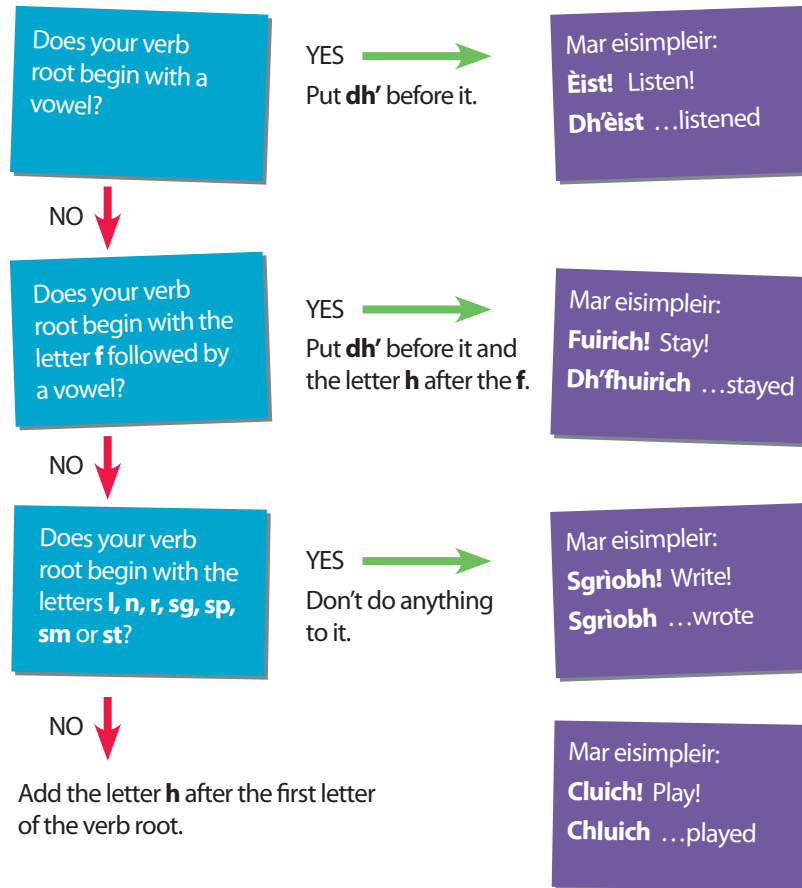 Does your verb
root begin with a
vowel?
YES
Put dh’ before it.
Mar eisimpleir:
Èist! Listen!
Dh’èist …listened
NO
Does your verb
root begin with the
letter f followed by
a vowel?
YES
Put dh’ before it and
the letter h after the f.
Mar eisimpleir:
Fuirich! Stay!
Dh’fhuirich …stayed
NO
Does your verb
root begin with the
letters l, n, r, sg, sp,
sm or st?
YES
Don’t do anything
to it.
Mar eisimpleir:
Sgrìobh! Write!
Sgrìobh …wrote
NO
Add the letter h after the first letter
of the verb root.
Mar eisimpleir:
Cluich! Play!
Chluich …played